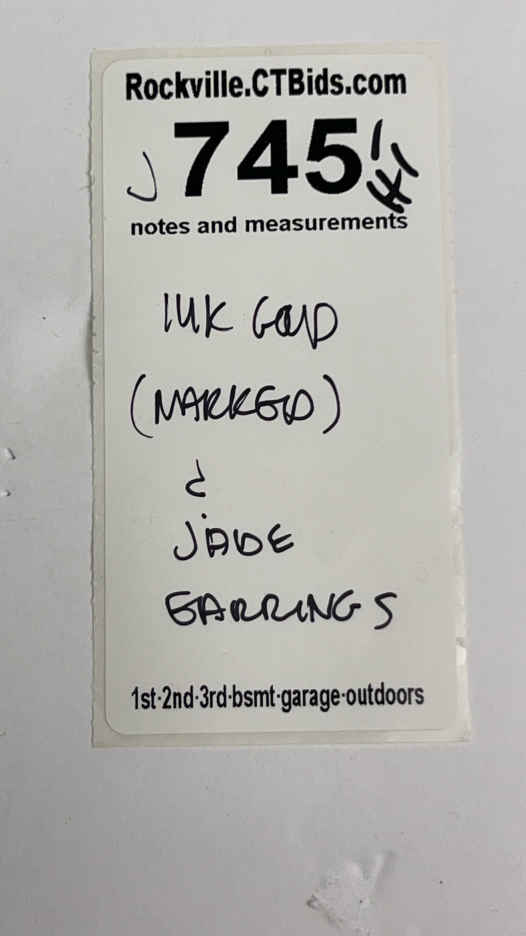 Rockville.CTBids.com
J 745
notes and measurements
14K GOLD
(MARKED)
&
JADE
EARRINGS
1st-2nd-3rd-bsmt-garage-outdoors